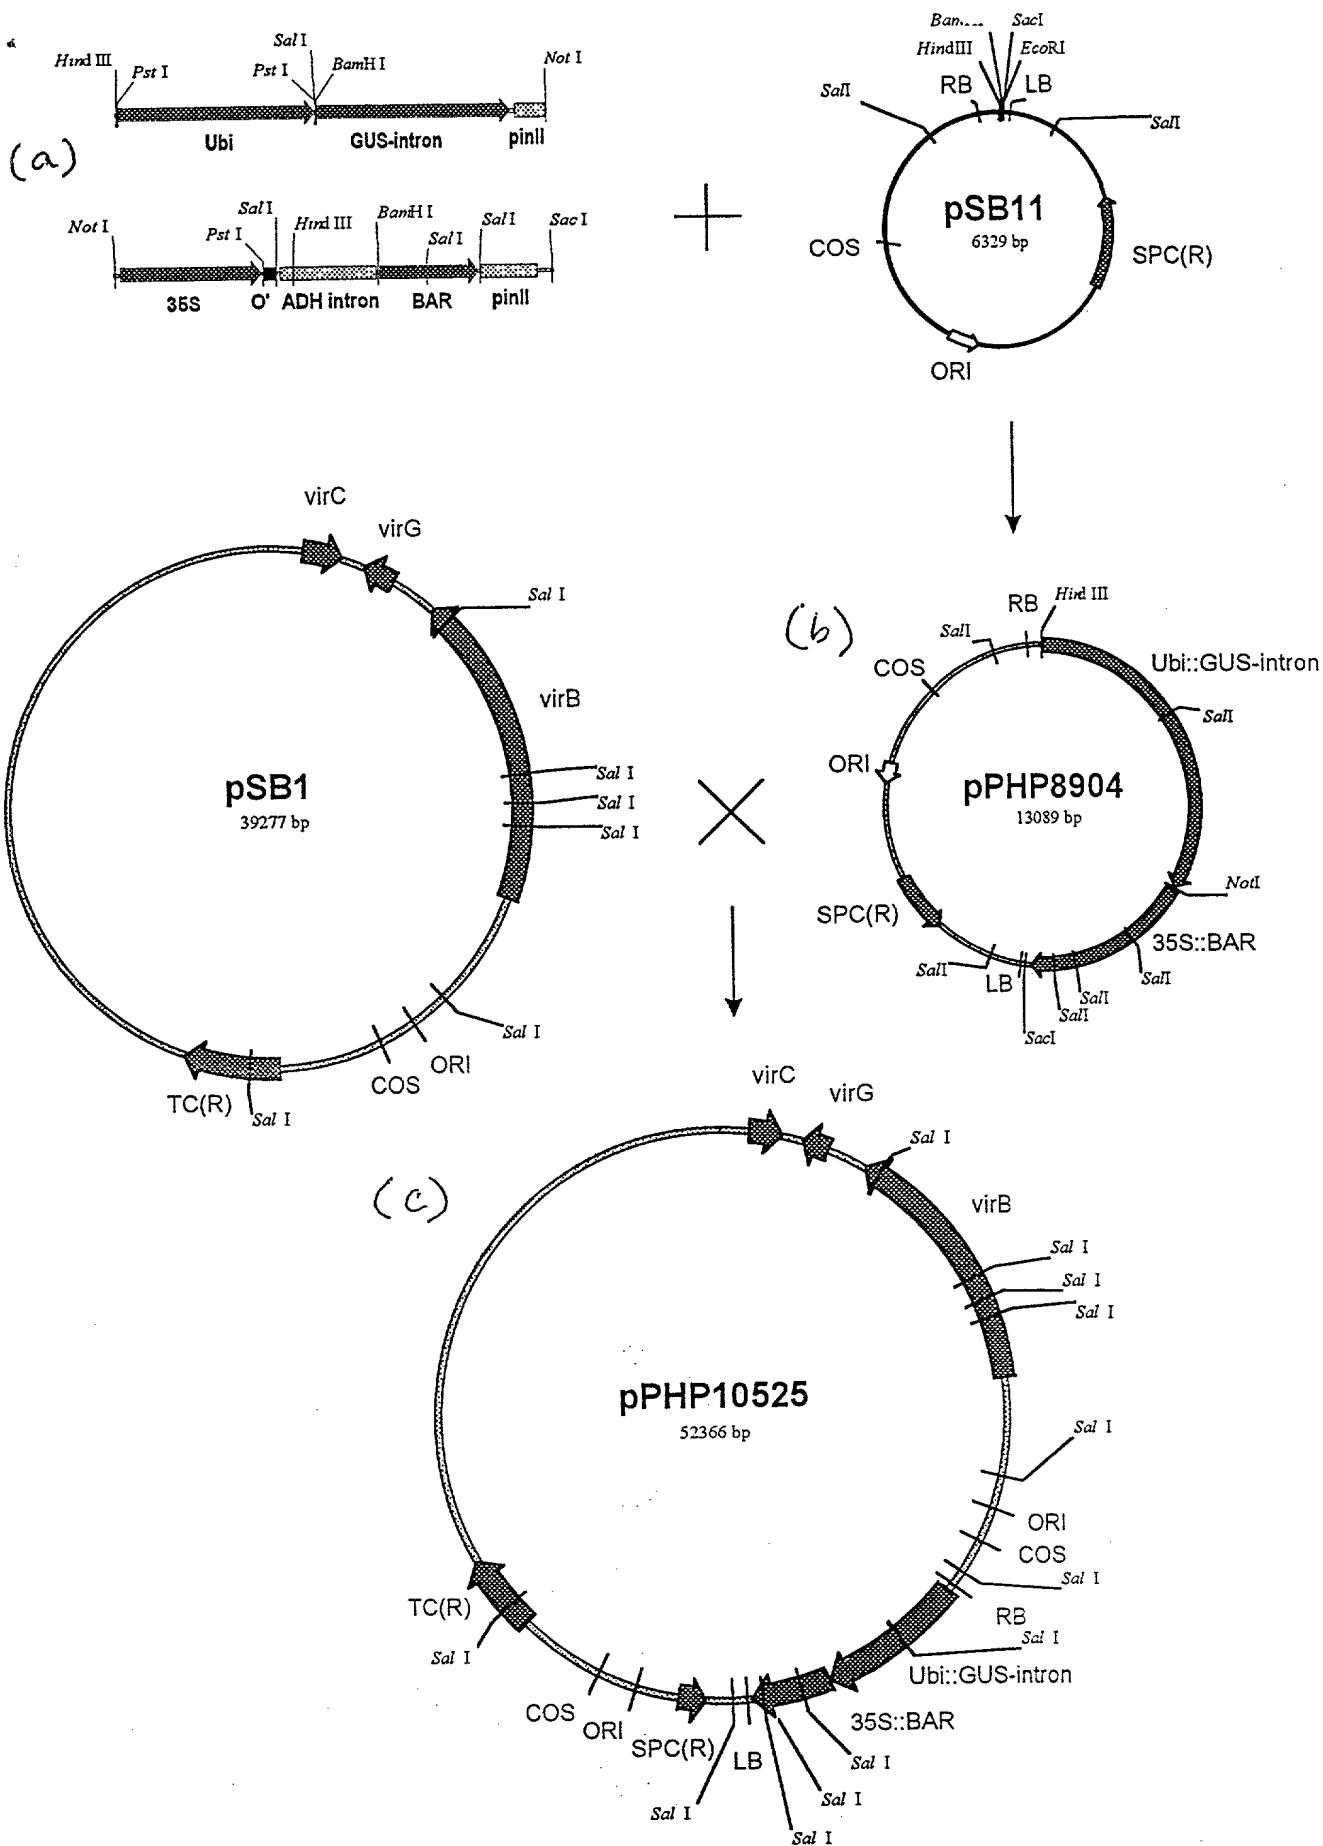 Ban.... SacI
HindIII EcoRI
RB LB
SalI
SalI
pSB11
6329 bp
COS
SPC(R)
ORI
Hind III
Pst I
Sal I
Pst I
BamH I
Not I
Ubi GUS-intron pinII
(a)
Not I
Pst I
Sal I
Hind III
BamH I
Sal I
Sal I
Sac I
35S O' ADH intron BAR pinII
virC
virG
Sal I
virB
Sal I
Sal I
Sal I
pSB1
39277 bp
Sal I
ORI
COS
TC(R)
Sal I
(b)
RB
Hind III
SalI
COS
Ubi::GUS-intron
SalI
ORI
pPHP8904
13089 bp
NotI
SPC(R)
35S::BAR
SalI
SalI
SalI
SalI
LB
SacI
(c)
virC
virG
Sal I
virB
Sal I
Sal I
Sal I
pPHP10525
52366 bp
Sal I
ORI
COS
Sal I
RB
Sal I
Ubi::GUS-intron
35S::BAR
TC(R)
Sal I
COS
ORI
SPC(R)
LB
Sal I
Sal I
Sal I
Sal I